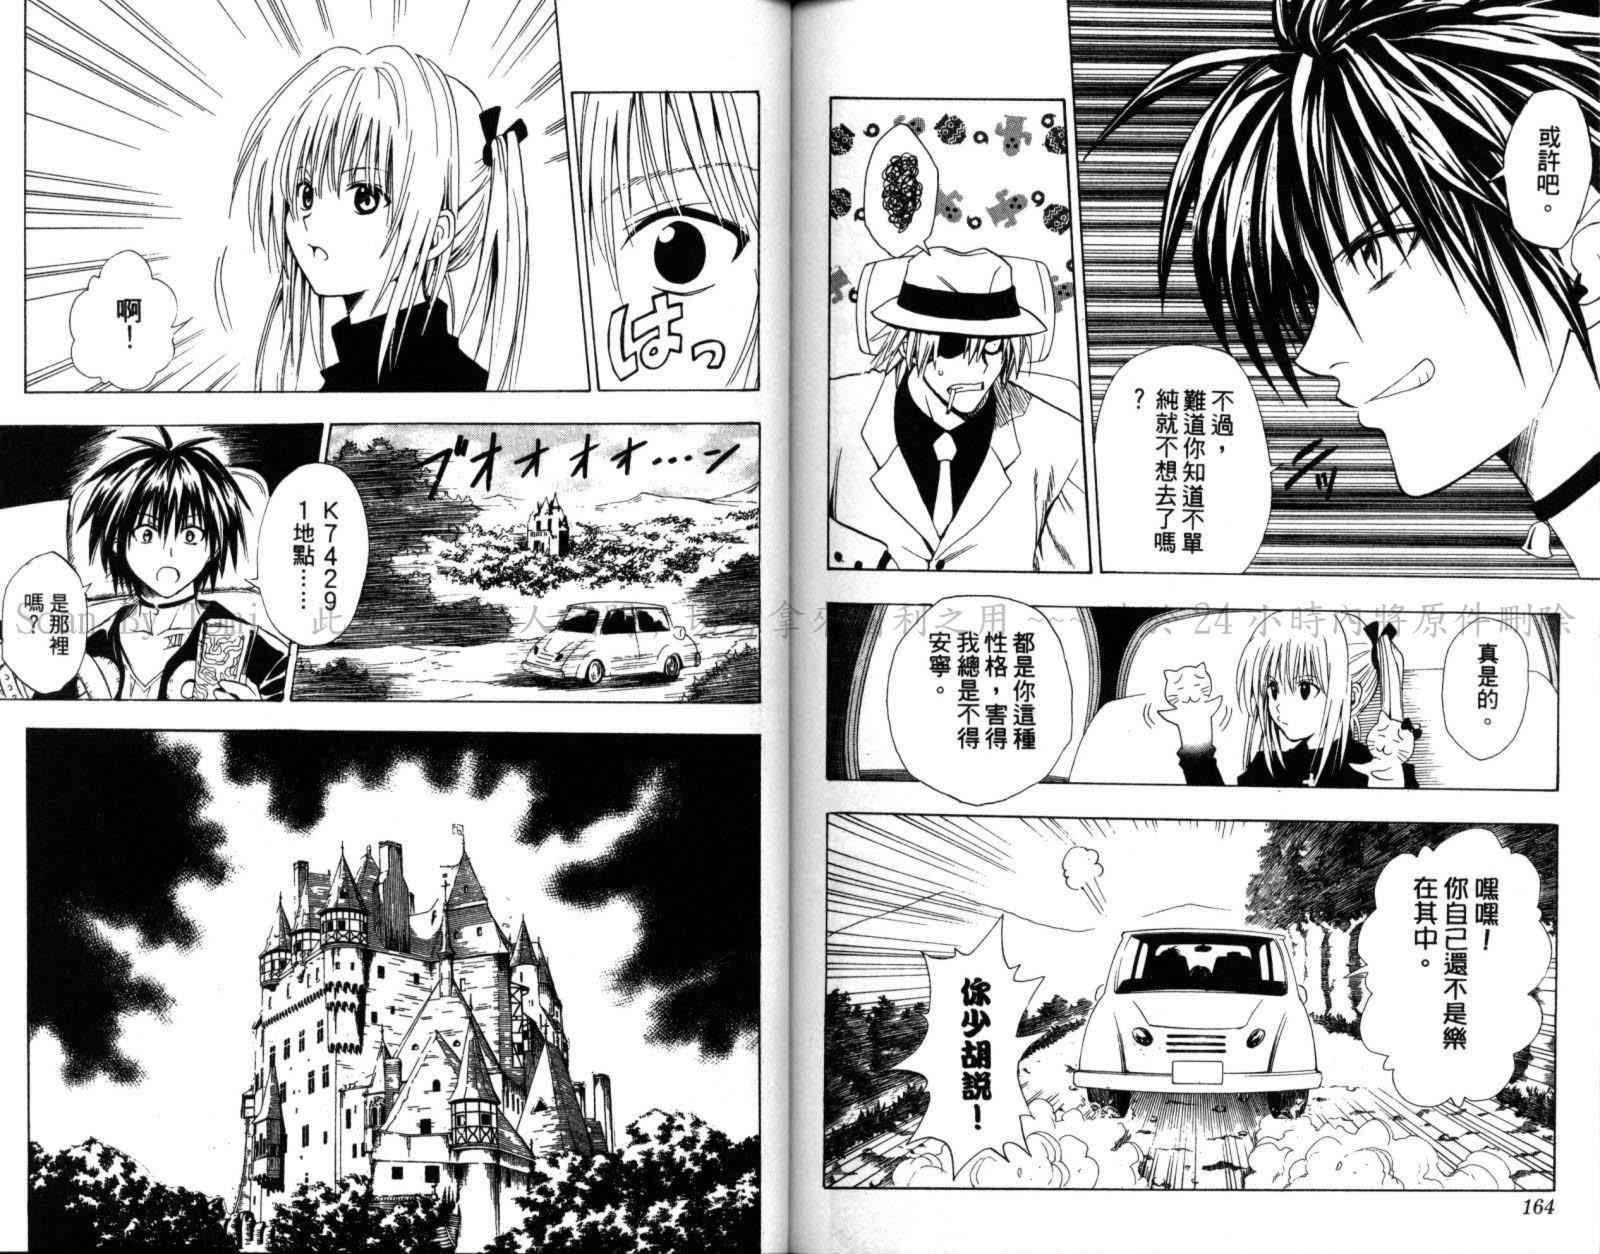 或許吧。
不過，
難道你知道不單
純就不想去了嗎
？
ニッ
真是的。
都是你這種
性格，害得
我總是不得
安寧。
嘿嘿！
你自己還不是樂
在其中。
你少胡說！
164
はっ
啊！
ブオオオオ…ン
K7429
1地點……
是那裡
嗎？
VIII
24小時內將原件刪除